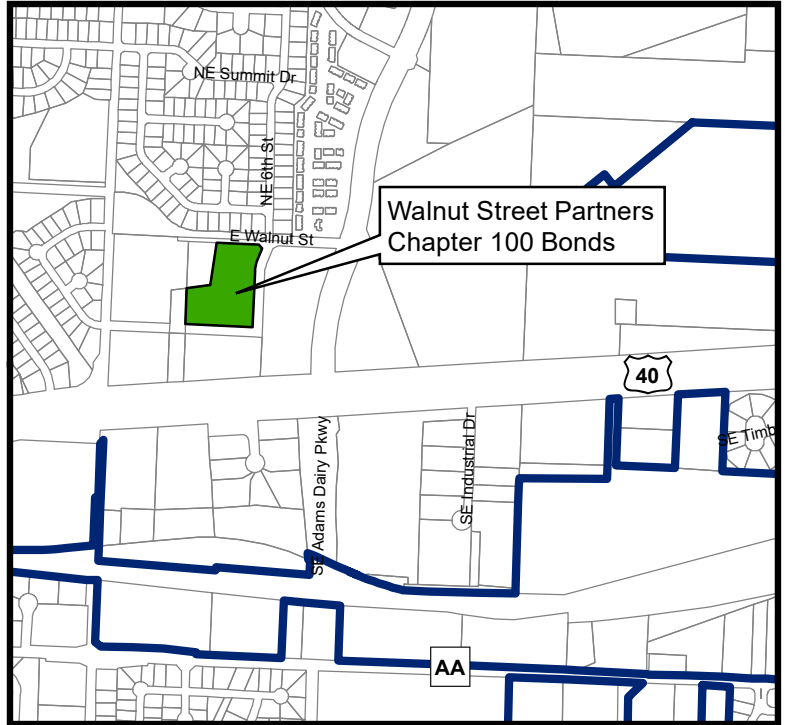 NE Summit Dr
NE 6th St
Walnut Street Partners
Chapter 100 Bonds
E Walnut St
40
SE Adams Dairy Pkwy
SE Industrial Dr
SE Timb
AA